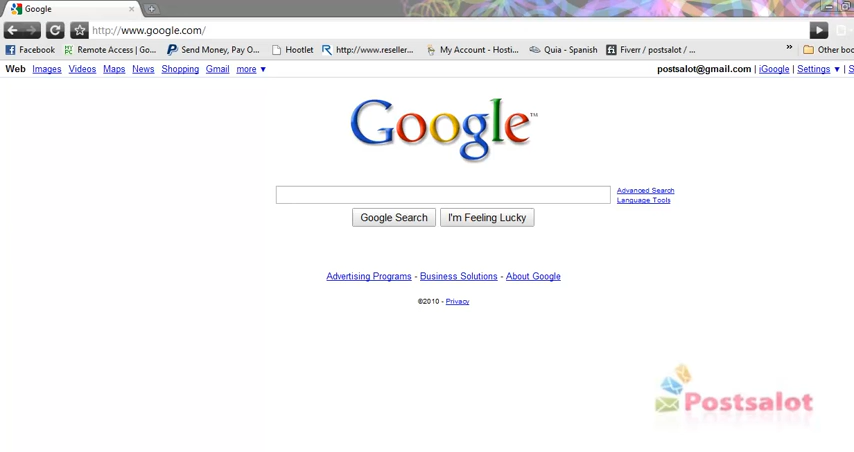 Google
http://www.google.com/
Facebook Remote Access | Go... Send Money, Pay O... Hootlet http://www.reseller... My Account - Hosti... Quia - Spanish Fiverr / postsalot / ... » Other boo
Web Images Videos Maps News Shopping Gmail more ▼ postsalot@gmail.com | iGoogle | Settings ▼ | S
Google™
Advanced Search
Language Tools
Google Search I'm Feeling Lucky
Advertising Programs - Business Solutions - About Google
©2010 - Privacy
Postsalot